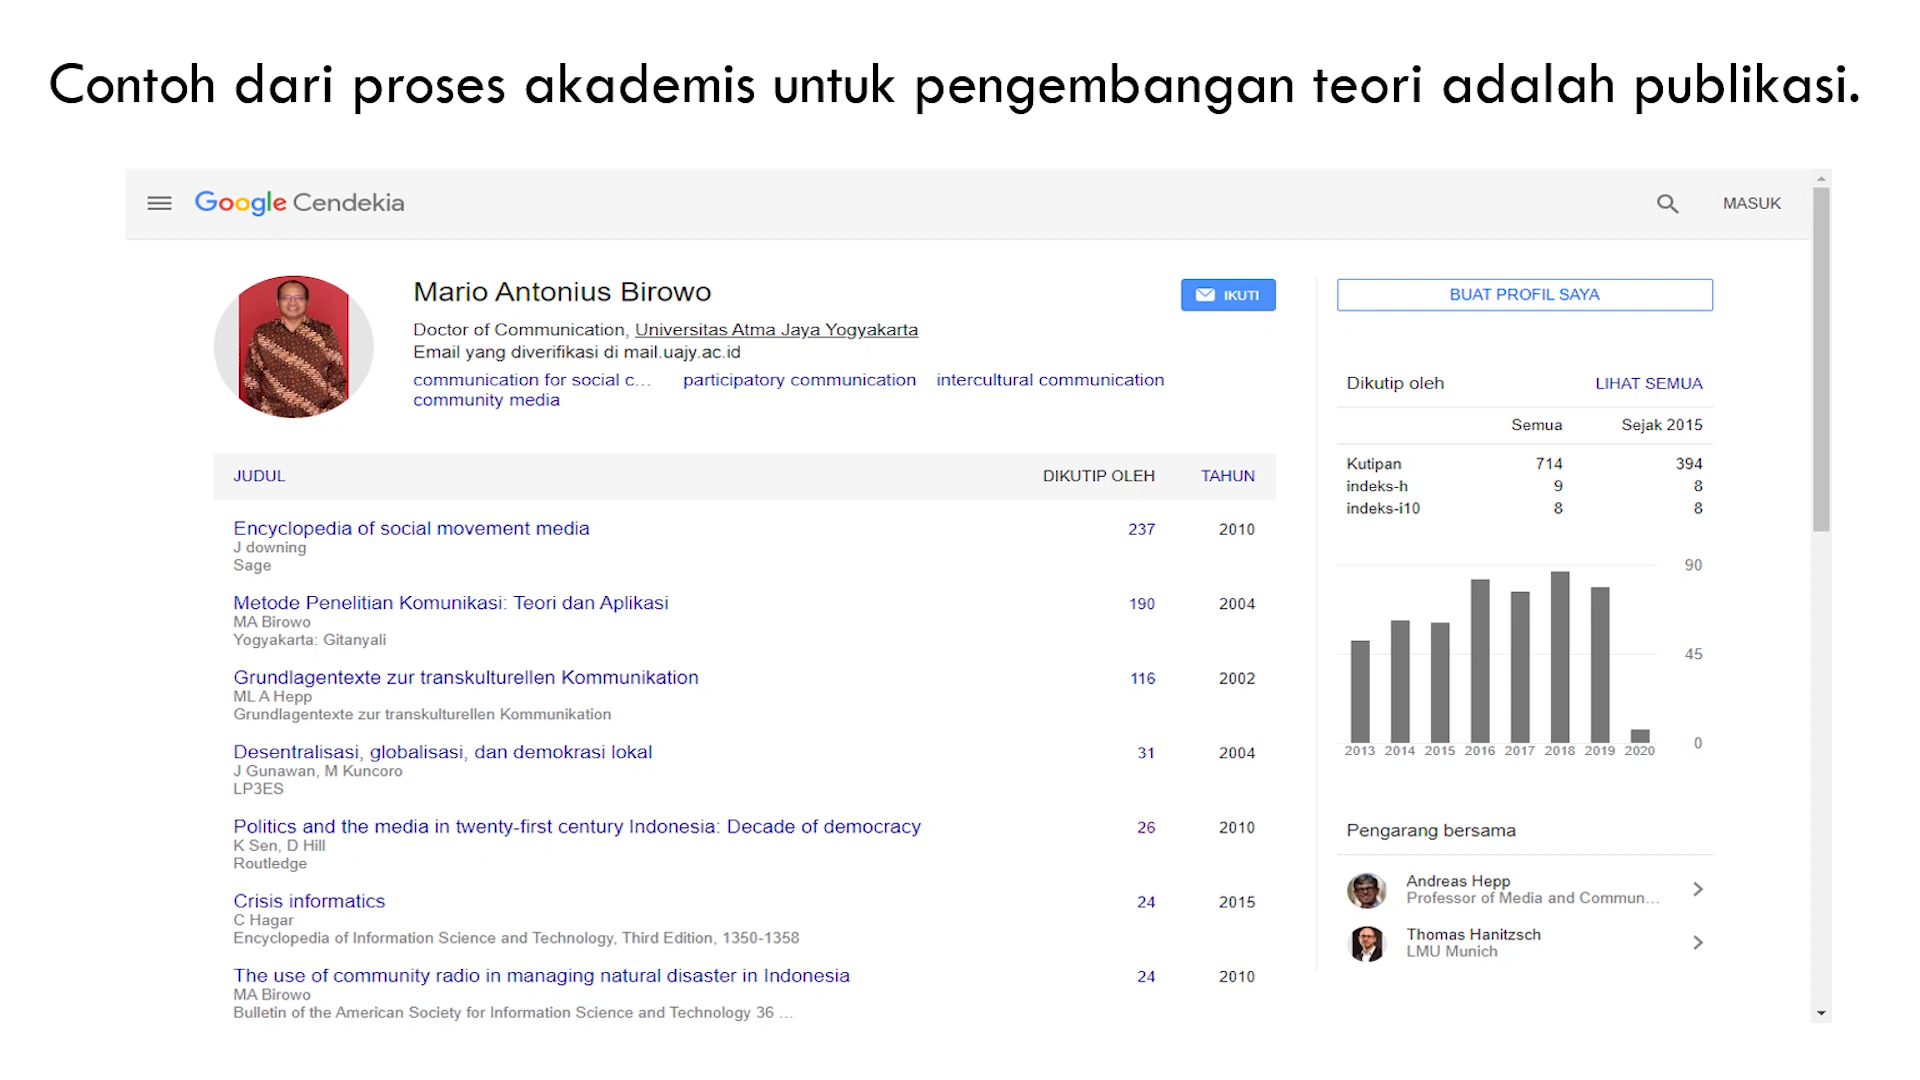 Contoh dari proses akademis untuk pengembangan teori adalah publikasi.
Google Cendekia
MASUK
Mario Antonius Birowo
IKUTI
Doctor of Communication, Universitas Atma Jaya Yogyakarta
Email yang diverifikasi di mail.uajy.ac.id
communication for social c... participatory communication intercultural communication
community media
JUDUL DIKUTIP OLEH TAHUN
Encyclopedia of social movement media 237 2010
J downing
Sage
Metode Penelitian Komunikasi: Teori dan Aplikasi 190 2004
MA Birowo
Yogyakarta: Gitanyali
Grundlagentexte zur transkulturellen Kommunikation 116 2002
ML A Hepp
Grundlagentexte zur transkulturellen Kommunikation
Desentralisasi, globalisasi, dan demokrasi lokal 31 2004
J Gunawan, M Kuncoro
LP3ES
Politics and the media in twenty-first century Indonesia: Decade of democracy 26 2010
K Sen, D Hill
Routledge
Crisis informatics 24 2015
C Hagar
Encyclopedia of Information Science and Technology, Third Edition, 1350-1358
The use of community radio in managing natural disaster in Indonesia 24 2010
MA Birowo
Bulletin of the American Society for Information Science and Technology 36 ...
BUAT PROFIL SAYA
Dikutip oleh LIHAT SEMUA
Semua Sejak 2015
Kutipan 714 394
indeks-h 9 8
indeks-i10 8 8
90
45
0
2013 2014 2015 2016 2017 2018 2019 2020
Pengarang bersama
Andreas Hepp
Professor of Media and Commun...
Thomas Hanitzsch
LMU Munich